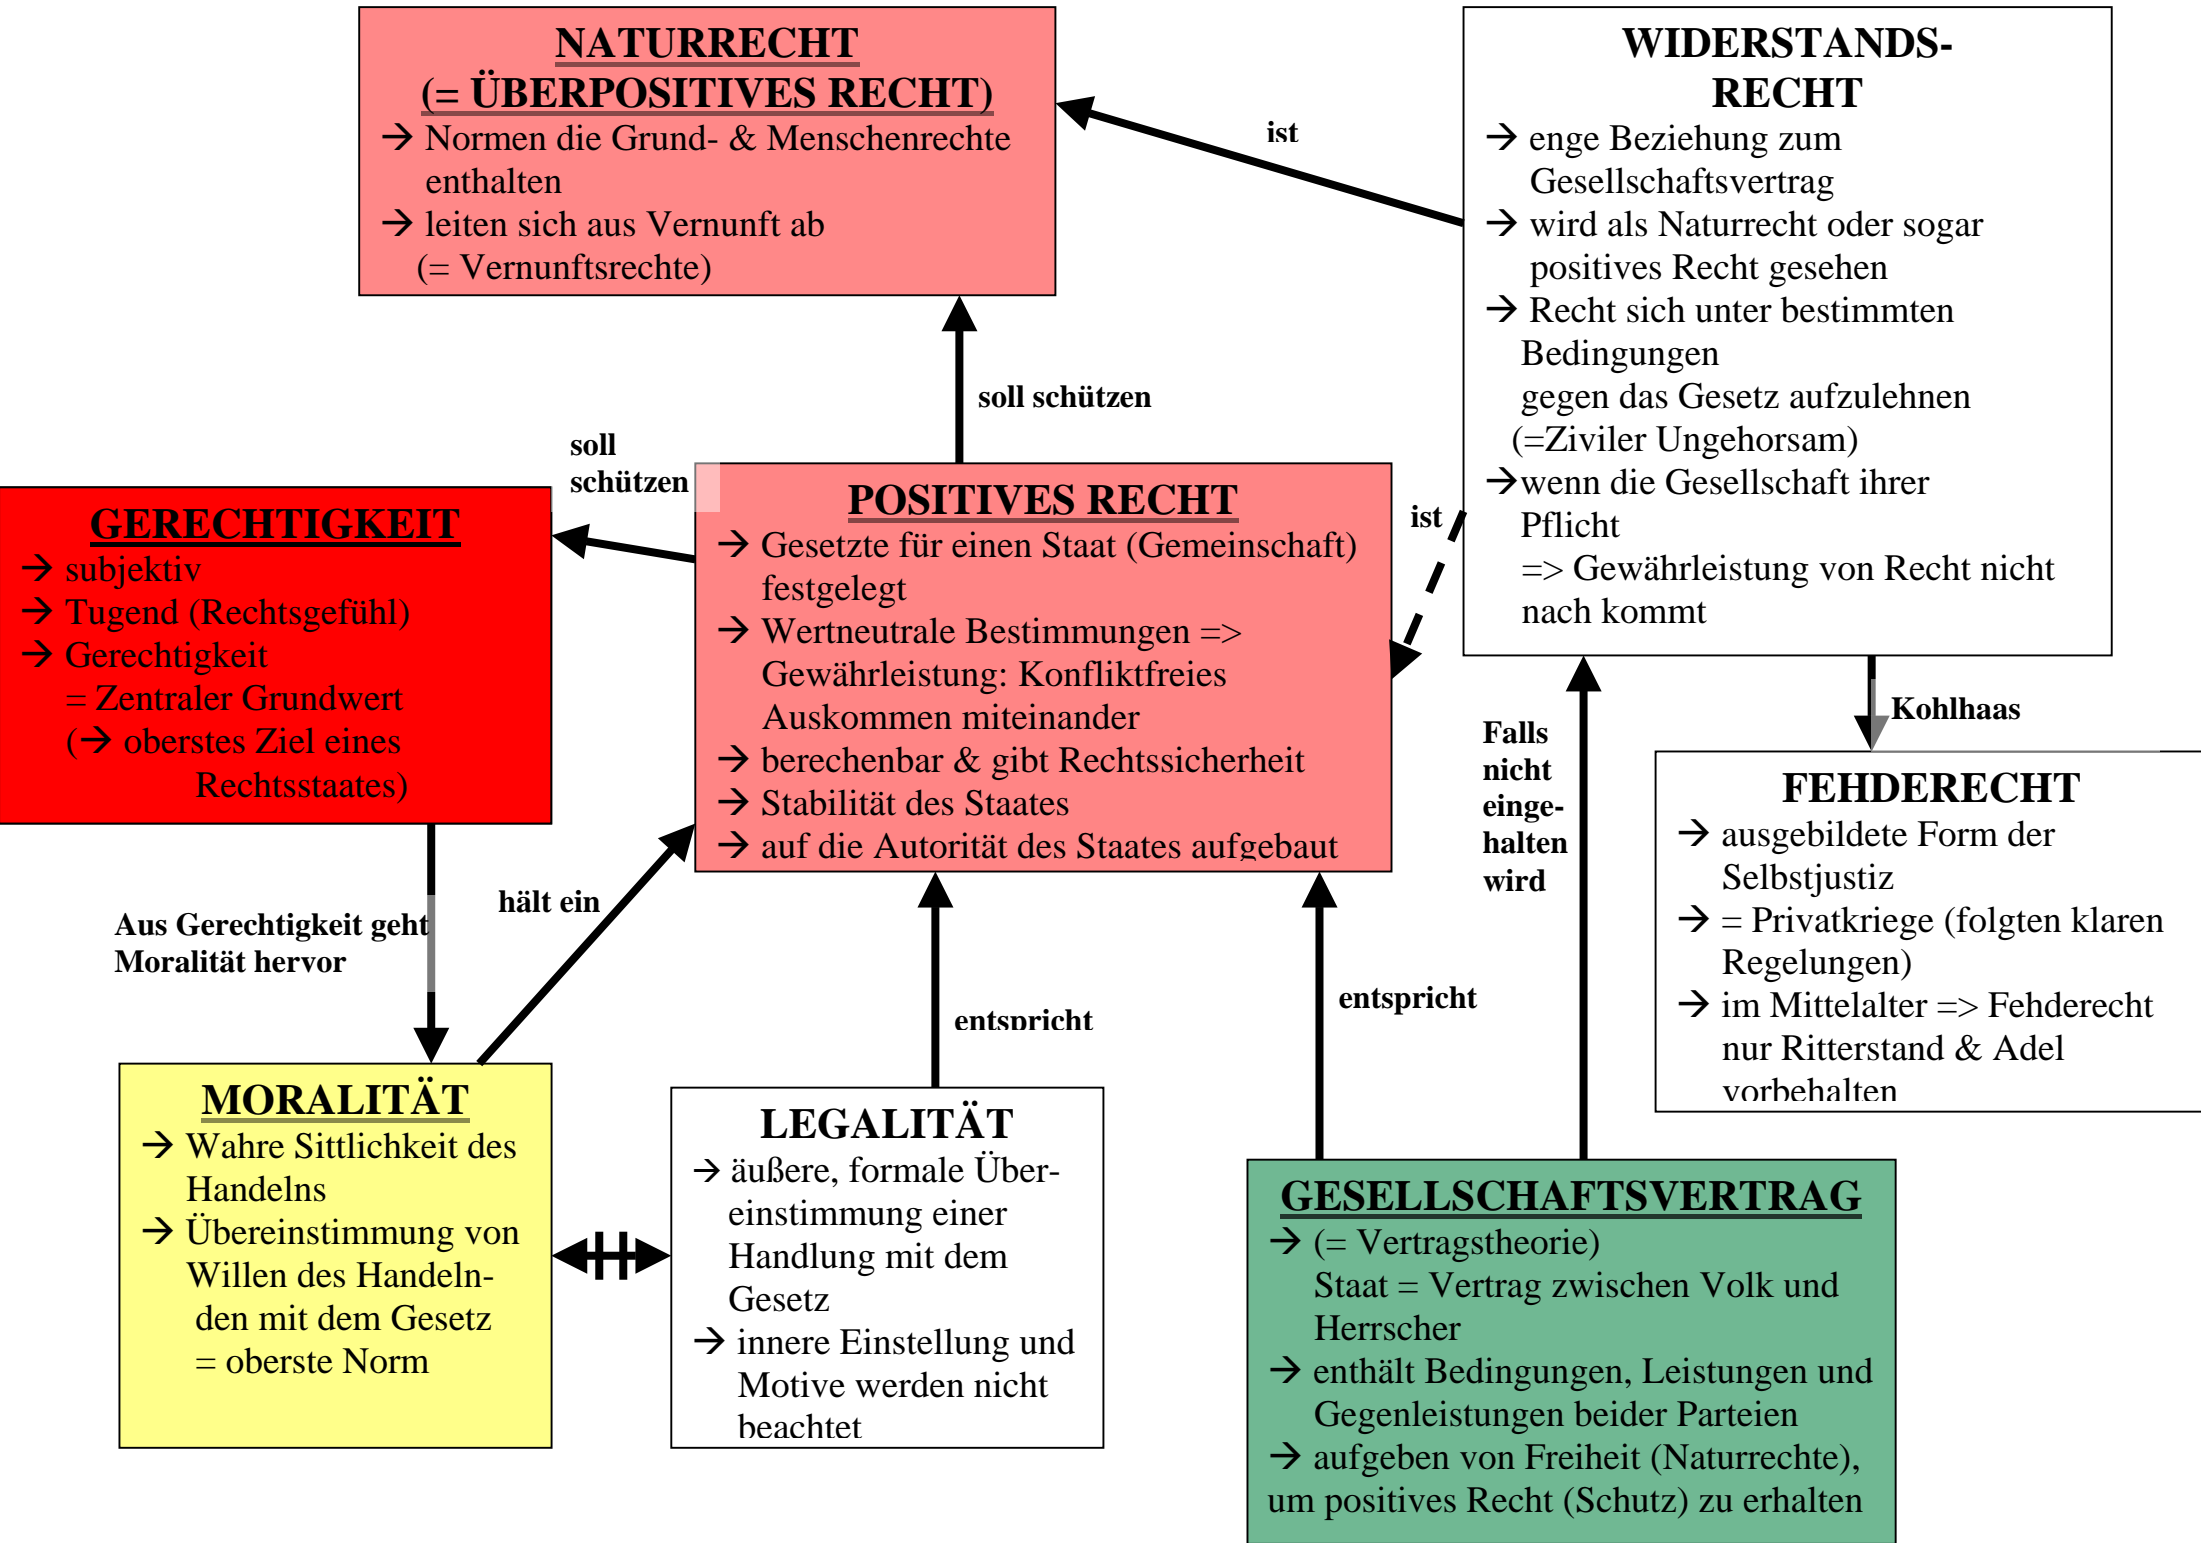 NATURRECHT
(= ÜBERPOSITIVES RECHT)
→ Normen die Grund- & Menschenrechte
enthalten
→ leiten sich aus Vernunft ab
(= Vernunftsrechte)
ist
WIDERSTANDS-
RECHT
→ enge Beziehung zum
Gesellschaftsvertrag
→ wird als Naturrecht oder sogar
positives Recht gesehen
→ Recht sich unter bestimmten
Bedingungen
gegen das Gesetz aufzulehnen
(=Ziviler Ungehorsam)
→wenn die Gesellschaft ihrer
Pflicht
=> Gewährleistung von Recht nicht
nach kommt
soll schützen
soll
schützen
GERECHTIGKEIT
→ subjektiv
→ Tugend (Rechtsgefühl)
→ Gerechtigkeit
= Zentraler Grundwert
(→ oberstes Ziel eines
Rechtsstaates)
POSITIVES RECHT
→ Gesetzte für einen Staat (Gemeinschaft)
festgelegt
→ Wertneutrale Bestimmungen =>
Gewährleistung: Konfliktfreies
Auskommen miteinander
→ berechenbar & gibt Rechtssicherheit
→ Stabilität des Staates
→ auf die Autorität des Staates aufgebaut
ist
Falls
nicht
einge-
halten
wird
Kohlhaas
FEHDERECHT
→ ausgebildete Form der
Selbstjustiz
→ = Privatkriege (folgten klaren
Regelungen)
→ im Mittelalter => Fehderecht
nur Ritterstand & Adel
vorbehalten
Aus Gerechtigkeit geht
Moralität hervor
hält ein
entspricht
entspricht
MORALITÄT
→ Wahre Sittlichkeit des
Handelns
→ Übereinstimmung von
Willen des Handeln-
den mit dem Gesetz
= oberste Norm
LEGALITÄT
→ äußere, formale Über-
einstimmung einer
Handlung mit dem
Gesetz
→ innere Einstellung und
Motive werden nicht
beachtet
GESELLSCHAFTSVERTRAG
→ (= Vertragstheorie)
Staat = Vertrag zwischen Volk und
Herrscher
→ enthält Bedingungen, Leistungen und
Gegenleistungen beider Parteien
→ aufgeben von Freiheit (Naturrechte),
um positives Recht (Schutz) zu erhalten